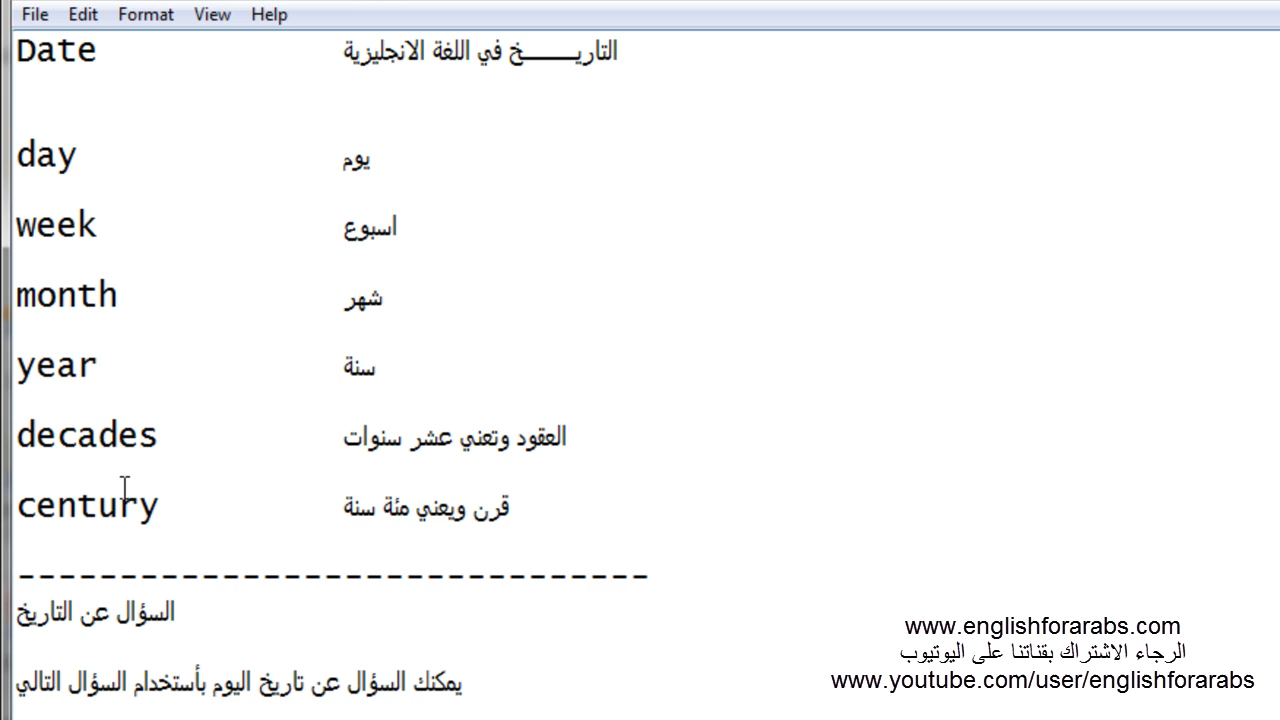 File Edit Format View Help
Date التاريـــــــخ في اللغة الانجليزية
day يوم
week اسبوع
month شهر
year سنة
decades العقود وتعني عشر سنوات
century قرن ويعني مئة سنة
---------------------------------
السؤال عن التاريخ
يمكنك السؤال عن تاريخ اليوم بأستخدام السؤال التالي
www.englishforarabs.com
الرجاء الاشتراك بقناتنا على اليوتيوب
www.youtube.com/user/englishforarabs